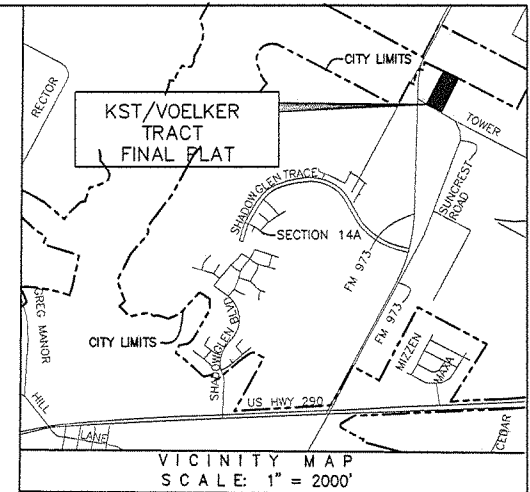 CITY LIMITS
RECTOR
KST/VOELKER
TRACT
FINAL PLAT
TOWER
SHADOWGLEN TRACE
SUNCREST
ROAD
SECTION 14A
FM 973
FM 973
GREG MANOR
CITY LIMITS
SHADOWGLEN BLVD
MIZZEN
MAXA
US HWY 290
HILL
LANE
CEDAR
VICINITY MAP
SCALE: 1" = 2000'